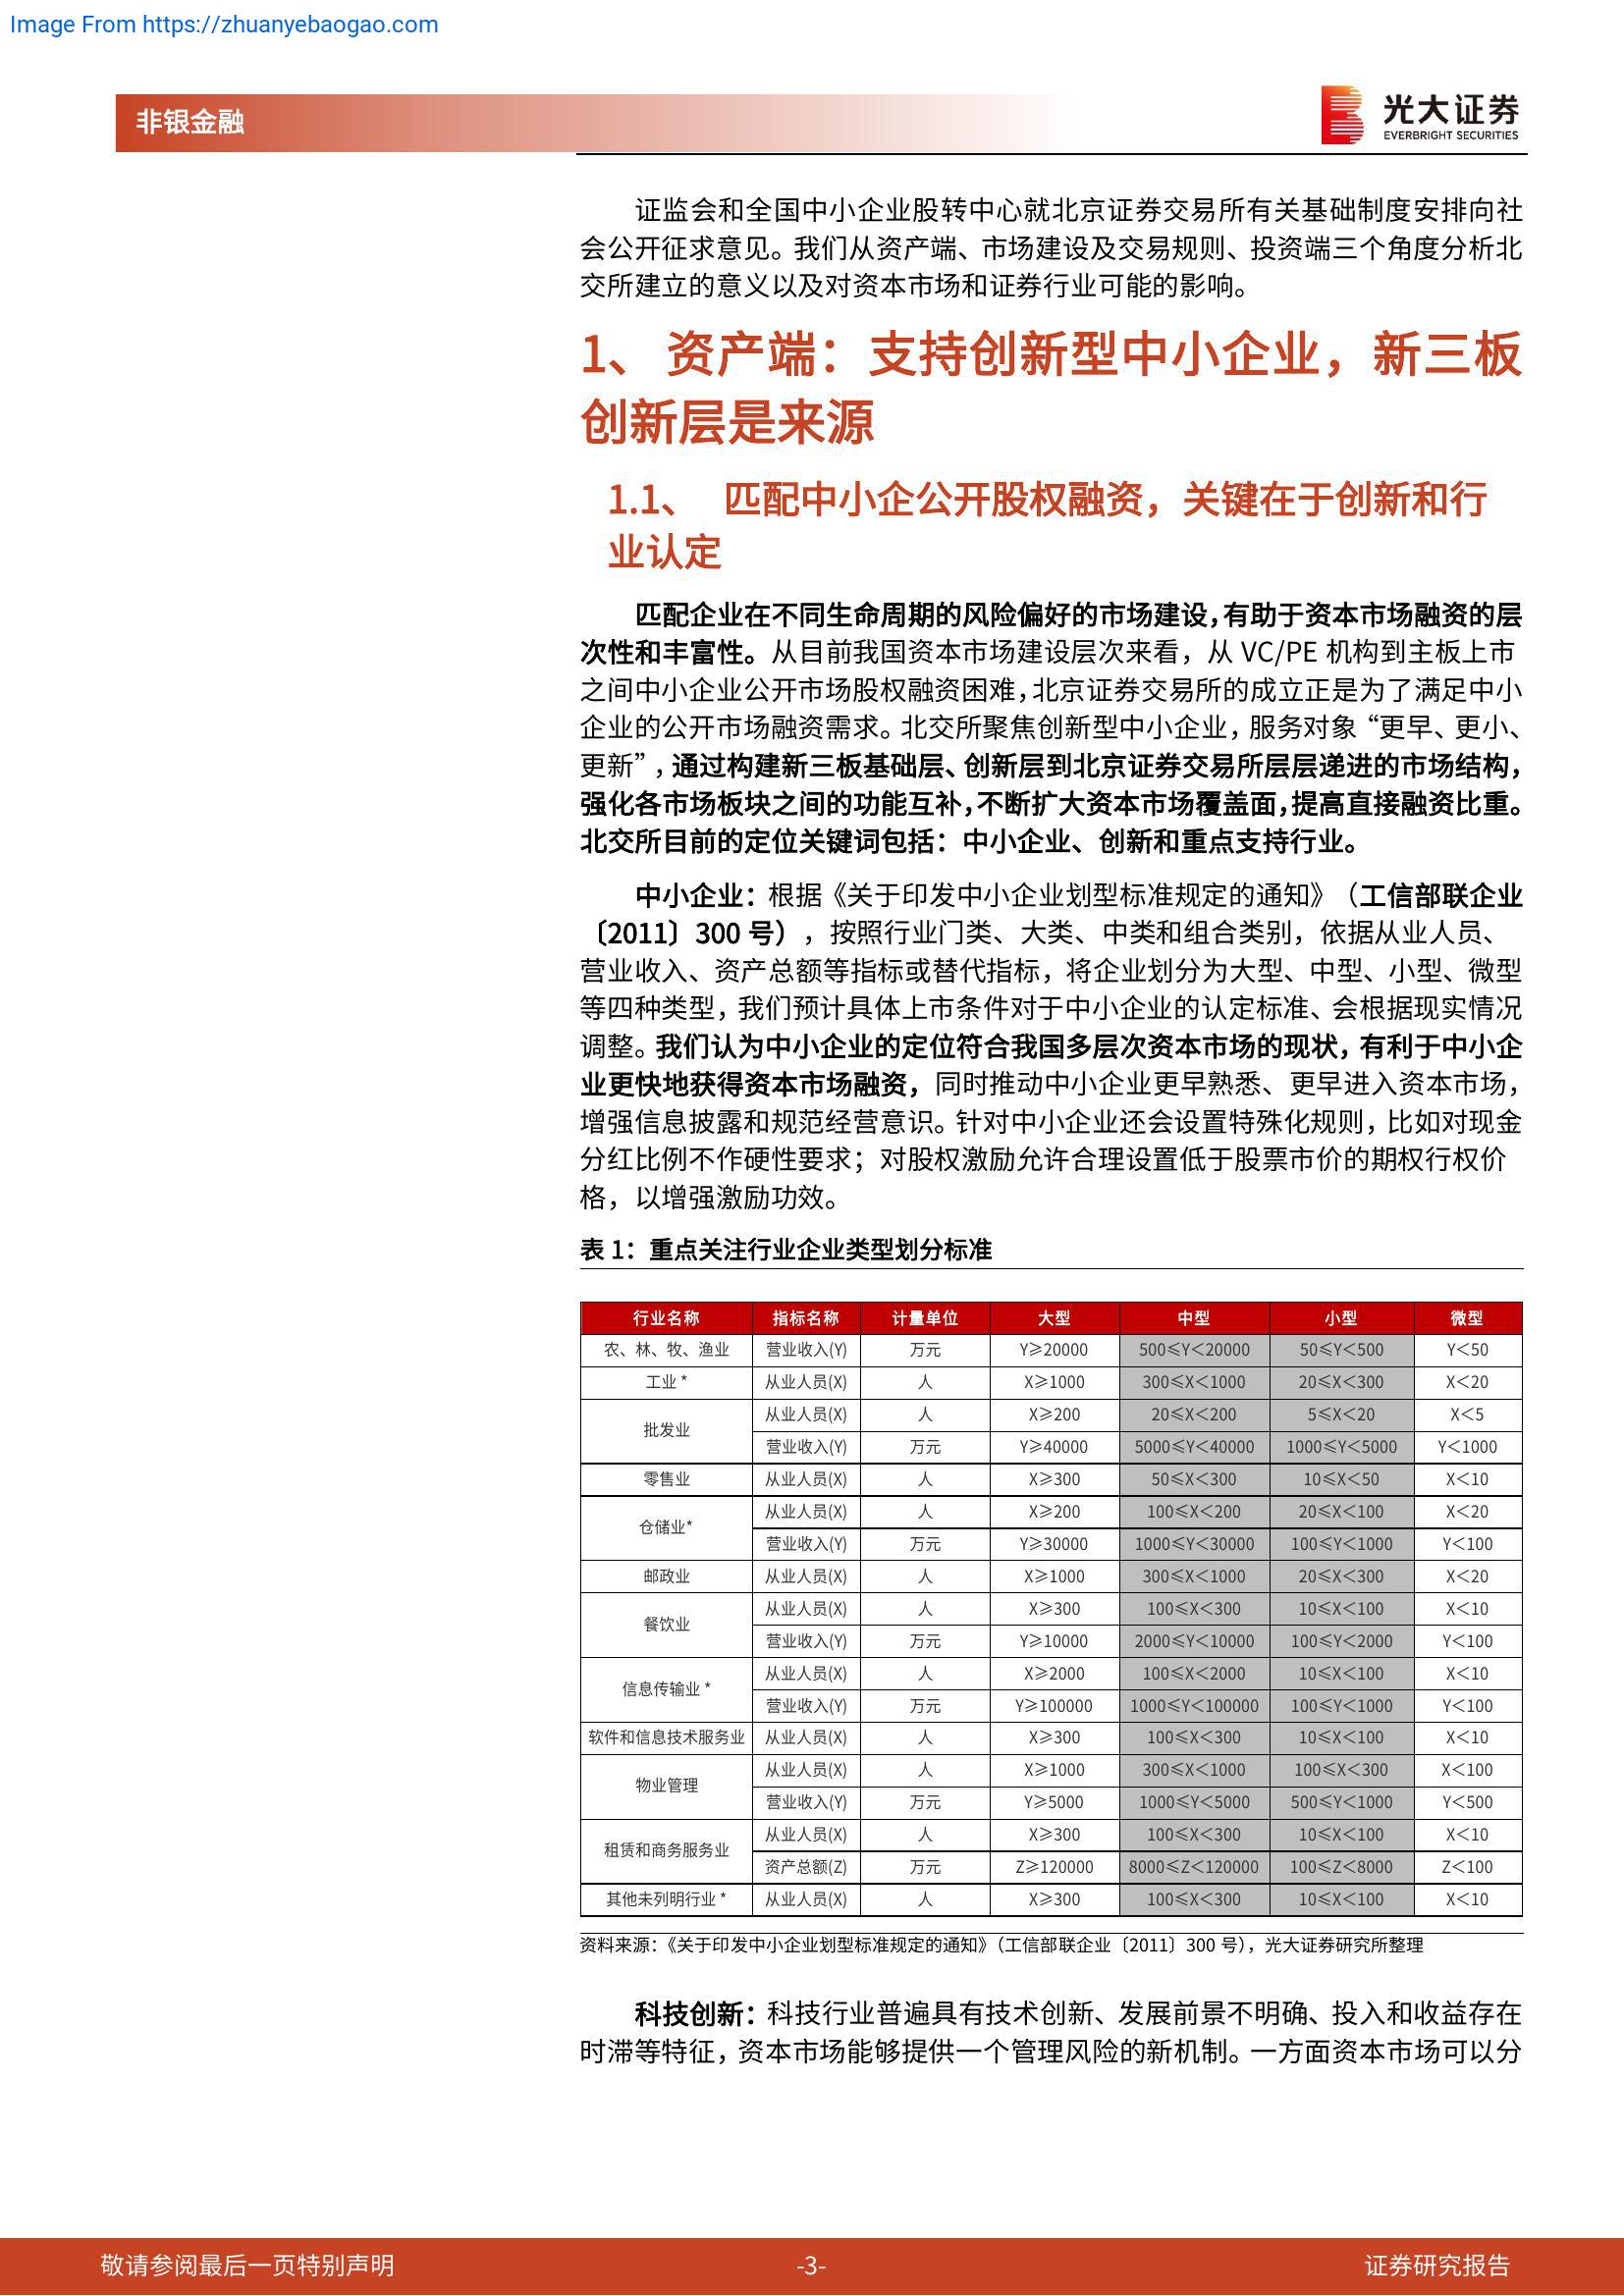 Image From https://zhuanyebaogao.com
非银金融
光大证券
EVERBRIGHT SECURITIES
证监会和全国中小企业股转中心就北京证券交易所有关基础制度安排向社
会公开征求意见。我们从资产端、市场建设及交易规则、投资端三个角度分析北
交所建立的意义以及对资本市场和证券行业可能的影响。
1、 资产端：支持创新型中小企业，新三板
创新层是来源
1.1、 匹配中小企公开股权融资，关键在于创新和行
业认定
匹配企业在不同生命周期的风险偏好的市场建设，有助于资本市场融资的层
次性和丰富性。从目前我国资本市场建设层次来看，从 VC/PE 机构到主板上市
之间中小企业公开市场股权融资困难，北京证券交易所的成立正是为了满足中小
企业的公开市场融资需求。北交所聚焦创新型中小企业，服务对象“更早、更小、
更新”，通过构建新三板基础层、创新层到北京证券交易所层层递进的市场结构，
强化各市场板块之间的功能互补，不断扩大资本市场覆盖面，提高直接融资比重。
北交所目前的定位关键词包括：中小企业、创新和重点支持行业。
中小企业：根据《关于印发中小企业划型标准规定的通知》（工信部联企业
〔2011〕300 号），按照行业门类、大类、中类和组合类别，依据从业人员、
营业收入、资产总额等指标或替代指标，将企业划分为大型、中型、小型、微型
等四种类型，我们预计具体上市条件对于中小企业的认定标准、会根据现实情况
调整。我们认为中小企业的定位符合我国多层次资本市场的现状，有利于中小企
业更快地获得资本市场融资，同时推动中小企业更早熟悉、更早进入资本市场，
增强信息披露和规范经营意识。针对中小企业还会设置特殊化规则，比如对现金
分红比例不作硬性要求；对股权激励允许合理设置低于股票市价的期权行权价
格，以增强激励功效。
表 1：重点关注行业企业类型划分标准
行业名称 指标名称 计量单位 大型 中型 小型 微型
农、林、牧、渔业 营业收入(Y) 万元 Y≥20000 500≤Y＜20000 50≤Y＜500 Y＜50
工业 * 从业人员(X) 人 X≥1000 300≤X＜1000 20≤X＜300 X＜20
批发业 从业人员(X) 人 X≥200 20≤X＜200 5≤X＜20 X＜5
营业收入(Y) 万元 Y≥40000 5000≤Y＜40000 1000≤Y＜5000 Y＜1000
零售业 从业人员(X) 人 X≥300 50≤X＜300 10≤X＜50 X＜10
仓储业* 从业人员(X) 人 X≥200 100≤X＜200 20≤X＜100 X＜20
营业收入(Y) 万元 Y≥30000 1000≤Y＜30000 100≤Y＜1000 Y＜100
邮政业 从业人员(X) 人 X≥1000 300≤X＜1000 20≤X＜300 X＜20
餐饮业 从业人员(X) 人 X≥300 100≤X＜300 10≤X＜100 X＜10
营业收入(Y) 万元 Y≥10000 2000≤Y＜10000 100≤Y＜2000 Y＜100
信息传输业 * 从业人员(X) 人 X≥2000 100≤X＜2000 10≤X＜100 X＜10
营业收入(Y) 万元 Y≥100000 1000≤Y＜100000 100≤Y＜1000 Y＜100
软件和信息技术服务业 从业人员(X) 人 X≥300 100≤X＜300 10≤X＜100 X＜10
物业管理 从业人员(X) 人 X≥1000 300≤X＜1000 100≤X＜300 X＜100
营业收入(Y) 万元 Y≥5000 1000≤Y＜5000 500≤Y＜1000 Y＜500
租赁和商务服务业 从业人员(X) 人 X≥300 100≤X＜300 10≤X＜100 X＜10
资产总额(Z) 万元 Z≥120000 8000≤Z＜120000 100≤Z＜8000 Z＜100
其他未列明行业 * 从业人员(X) 人 X≥300 100≤X＜300 10≤X＜100 X＜10
资料来源：《关于印发中小企业划型标准规定的通知》（工信部联企业〔2011〕300 号），光大证券研究所整理
科技创新：科技行业普遍具有技术创新、发展前景不明确、投入和收益存在
时滞等特征，资本市场能够提供一个管理风险的新机制。一方面资本市场可以分
敬请参阅最后一页特别声明 -3- 证券研究报告